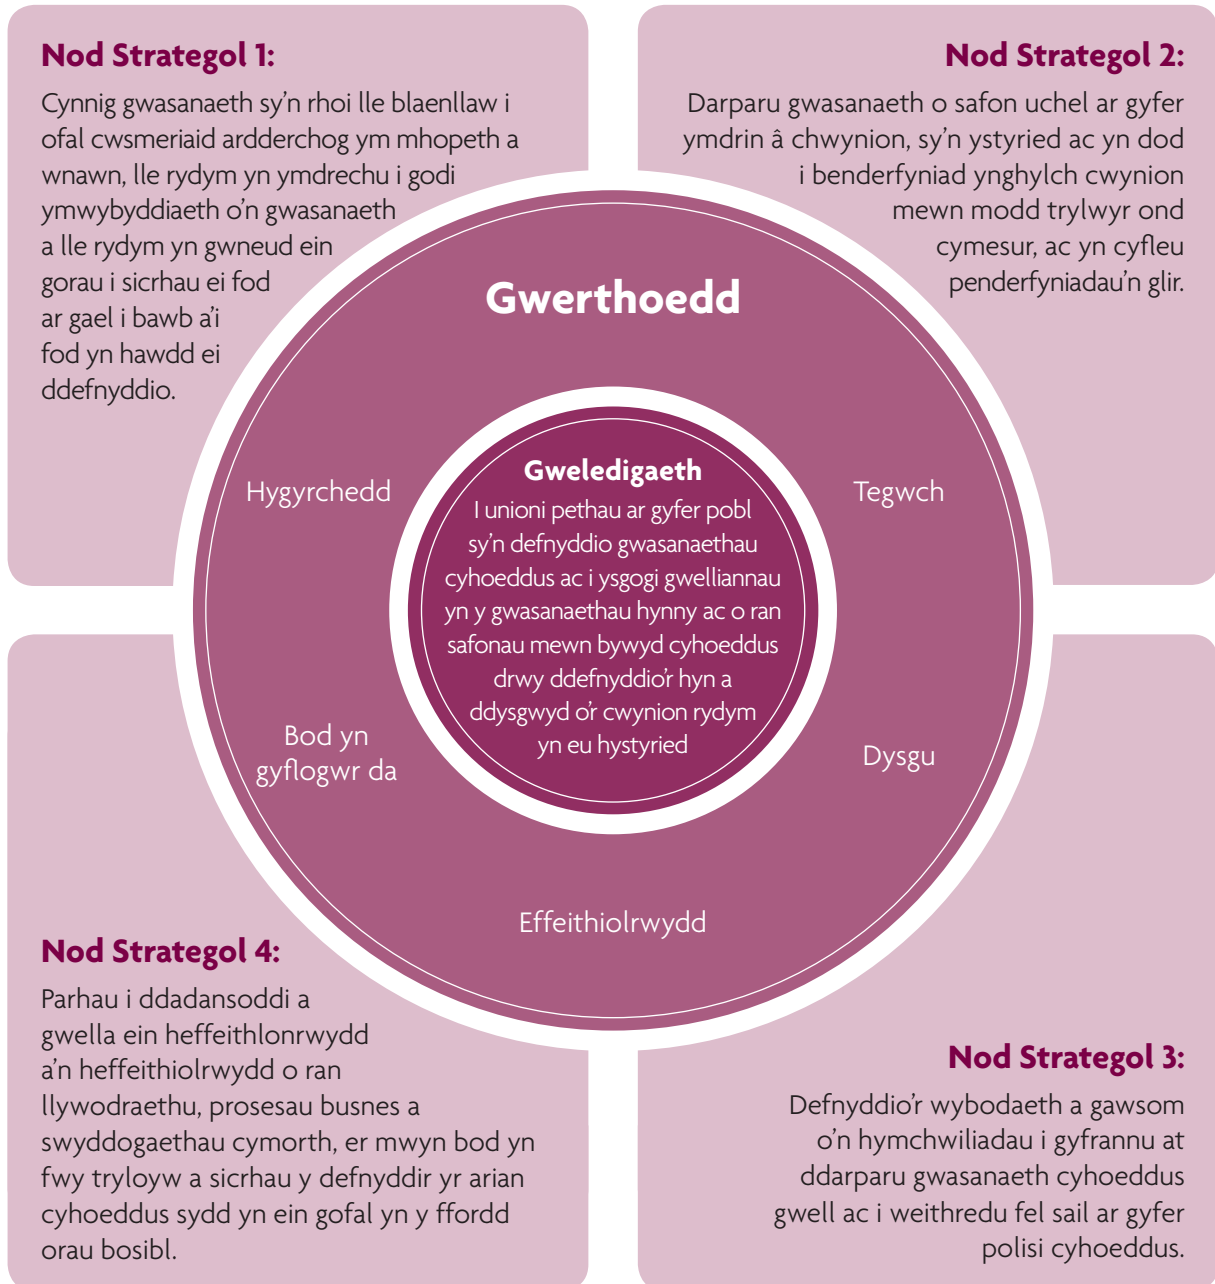 Nod Strategol 1:
Cynnig gwasanaeth sy'n rhoi lle blaenllaw i
ofal cwsmeriaid ardderchog ym mhopeth a
wnawn, lle rydym yn ymdrechu i godi
ymwybyddiaeth o'n gwasanaeth
a lle rydym yn gwneud ein
gorau i sicrhau ei fod
ar gael i bawb a'i
fod yn hawdd ei
ddefnyddio.
Nod Strategol 2:
Darparu gwasanaeth o safon uchel ar gyfer
ymdrin â chwynion, sy'n ystyried ac yn dod
i benderfyniad ynghylch cwynion
mewn modd trylwyr ond
cymesur, ac yn cyfleu
penderfyniadau'n glir.
Gwerthoedd
Hygyrchedd
Tegwch
Gweledigaeth
I unioni pethau ar gyfer pobl
sy'n defnyddio gwasanaethau
cyhoeddus ac i ysgogi gwelliannau
yn y gwasanaethau hynny ac o ran
safonau mewn bywyd cyhoeddus
drwy ddefnyddio'r hyn a
ddysgwyd o'r cwynion rydym
yn eu hystyried
Bod yn
gyflogwr da
Dysgu
Effeithiolrwydd
Nod Strategol 4:
Parhau i ddadansoddi a
gwella ein heffeithlonrwydd
a'n heffeithiolrwydd o ran
llywodraethu, prosesau busnes a
swyddogaethau cymorth, er mwyn bod yn
fwy tryloyw a sicrhau y defnyddir yr arian
cyhoeddus sydd yn ein gofal yn y ffordd
orau bosibl.
Nod Strategol 3:
Defnyddio'r wybodaeth a gawsom
o'n hymchwiliadau i gyfrannu at
ddarparu gwasanaeth cyhoeddus
gwell ac i weithredu fel sail ar gyfer
polisi cyhoeddus.